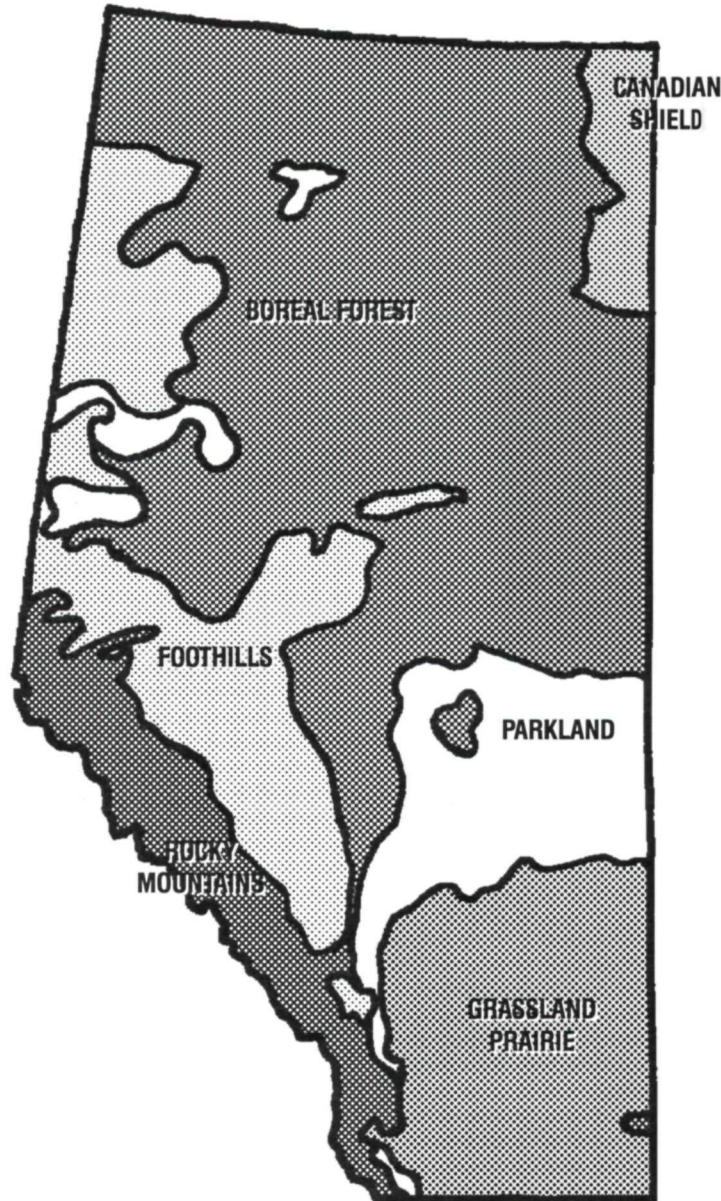 CANADIAN
SHIELD
BOREAL FOREST
FOOTHILLS
PARKLAND
ROCKY
MOUNTAINS
GRASSLAND
PRAIRIE